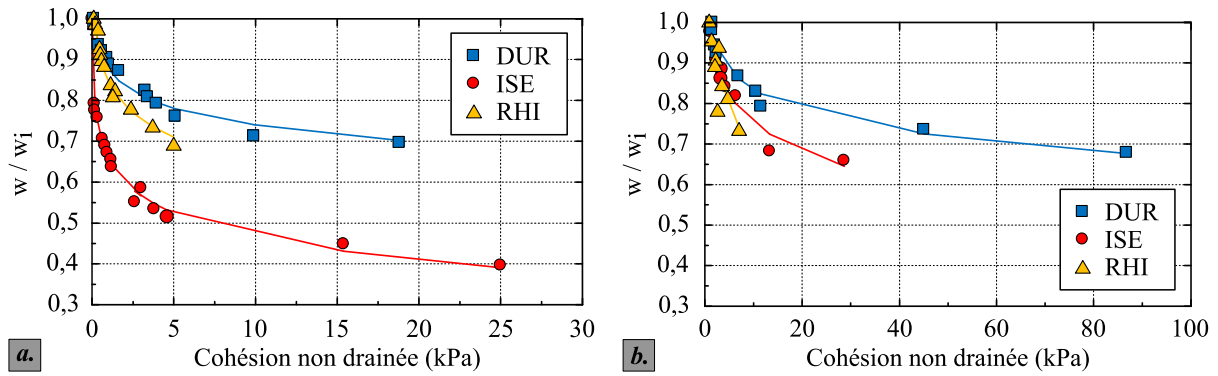 1,0
0,9
0,8
0,7
0,6
0,5
0,4
0,3
w / wi
0 5 10 15 20 25 30
Cohésion non drainée (kPa)
DUR
ISE
RHI
a.
1,0
0,9
0,8
0,7
0,6
0,5
0,4
0,3
w / wi
0 20 40 60 80 100
Cohésion non drainée (kPa)
DUR
ISE
RHI
b.